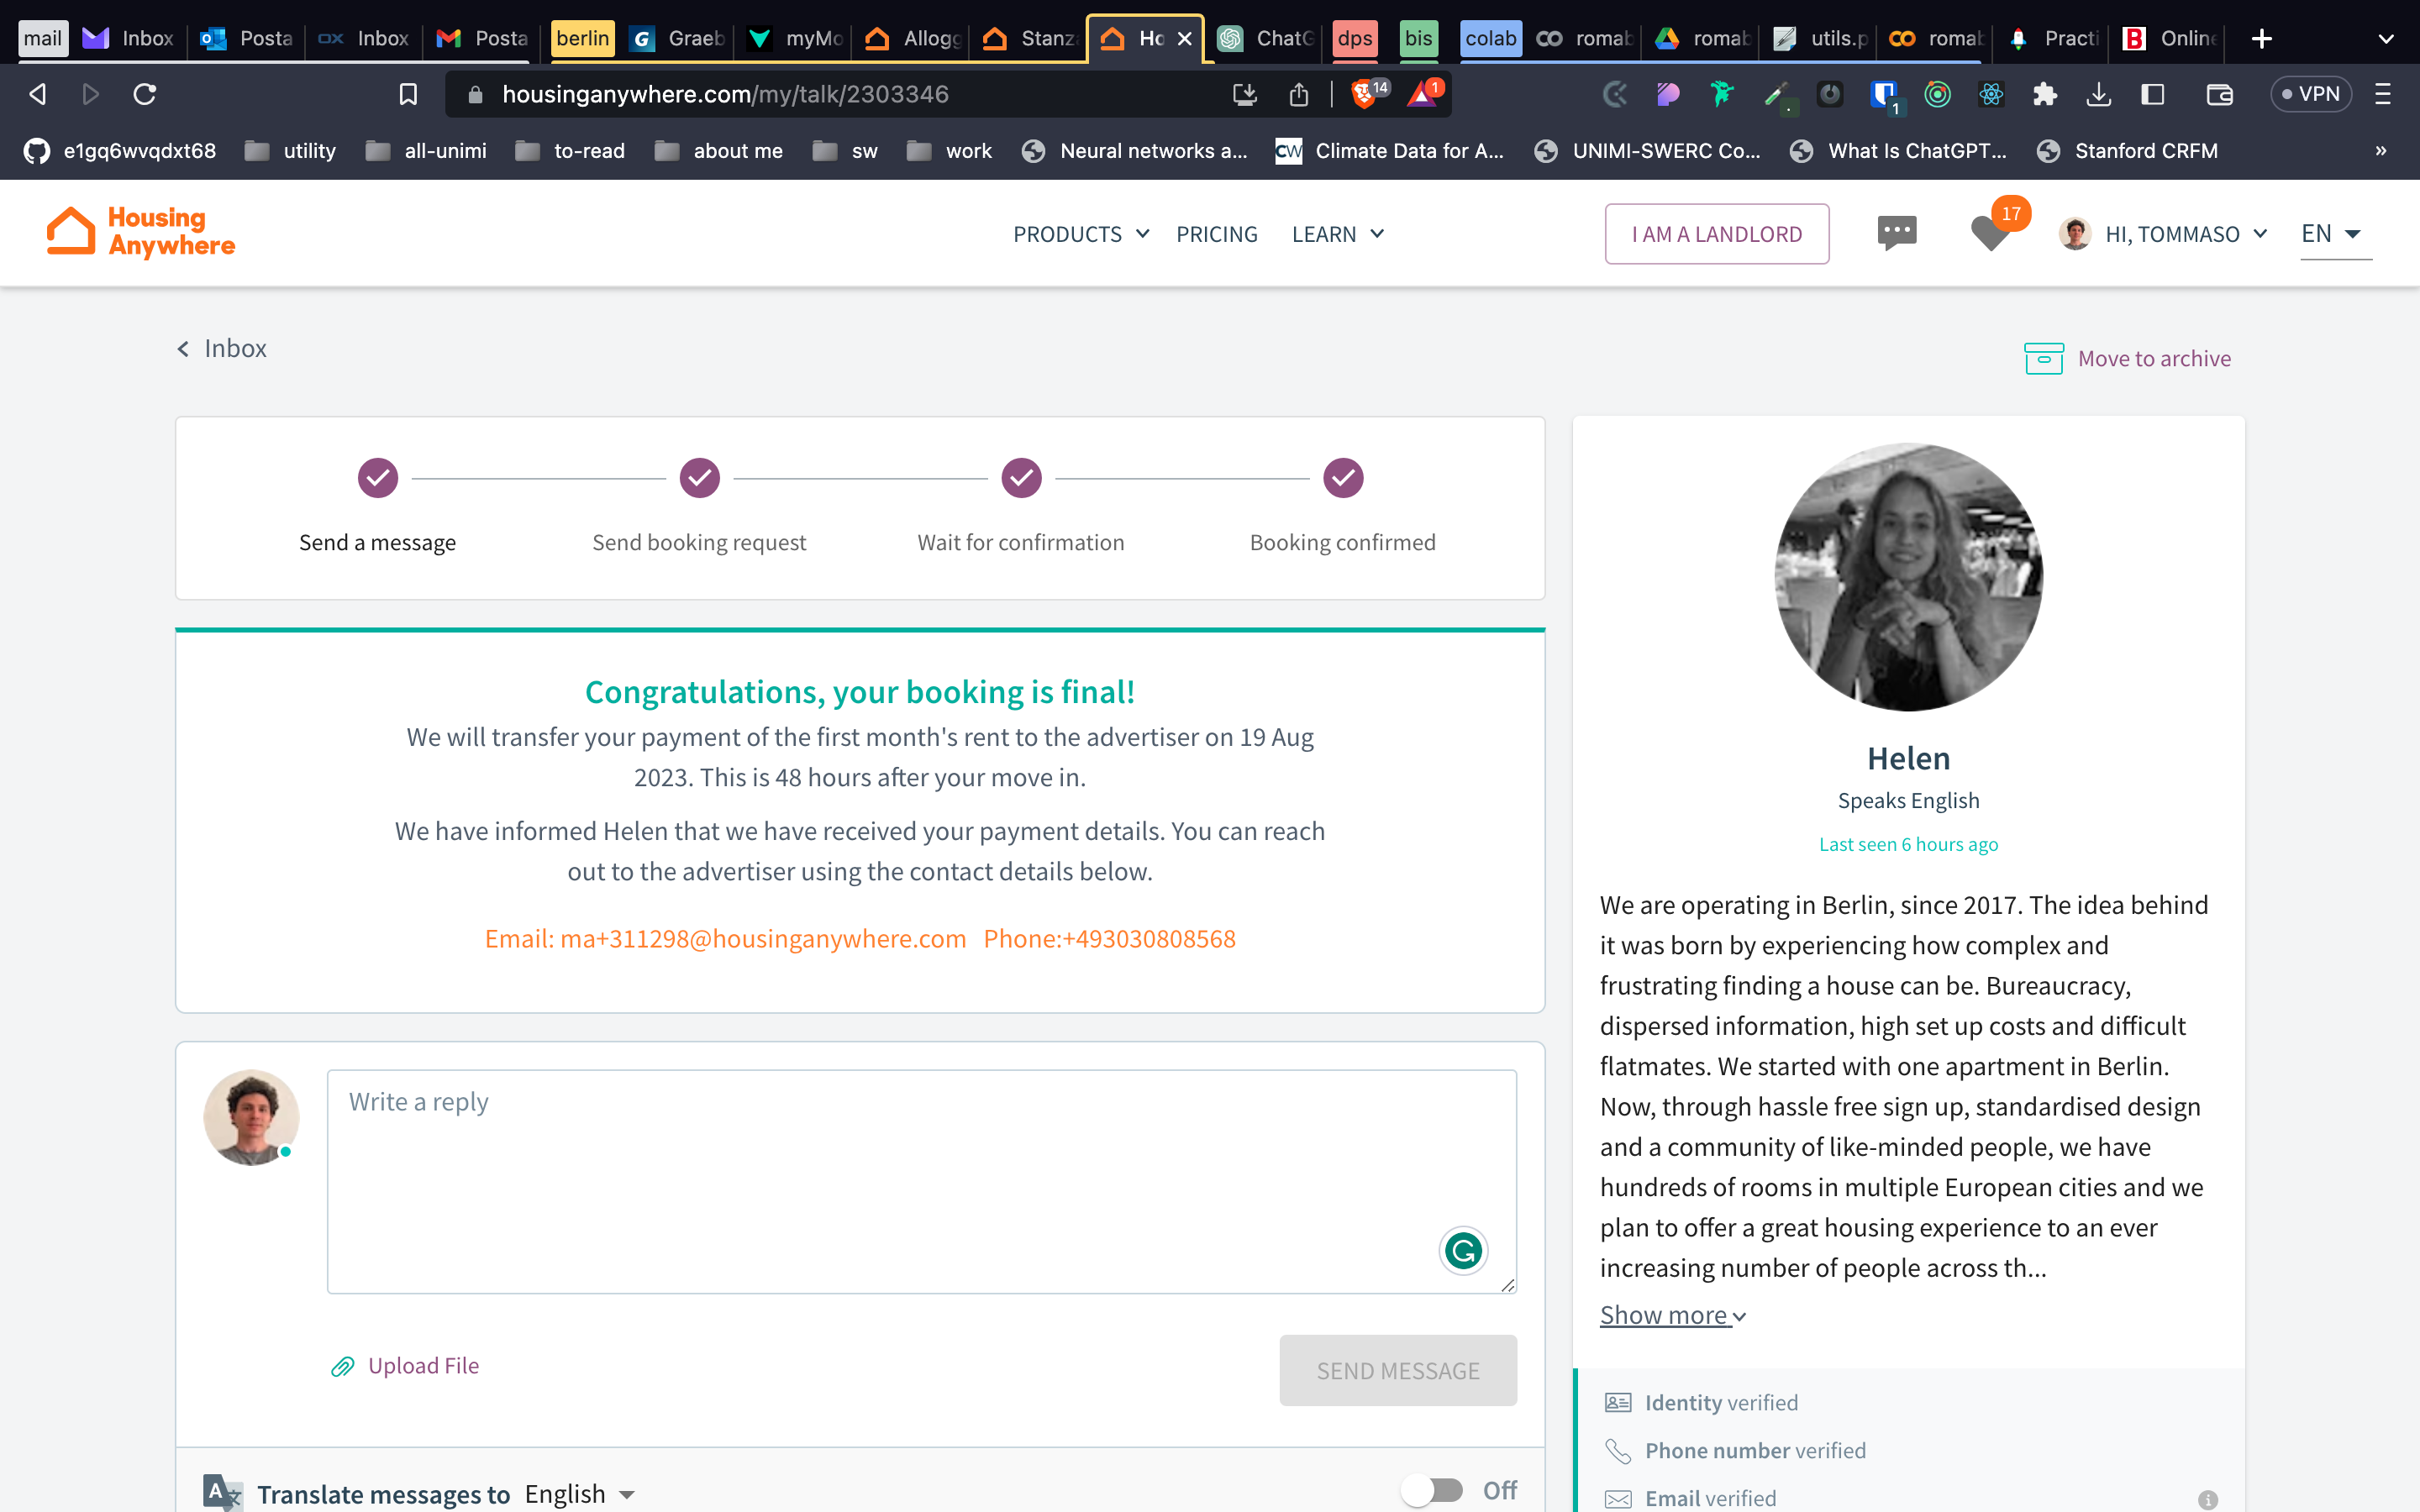 mail Inbox Posta Inbox Posta berlin Graeb myMo Allogg Stanza Ho ChatG dps bis colab romab romab utils.p romab Practi Online
housinganywhere.com/my/talk/2303346 14 1 1 VPN
e1gq6wvqdxt68 utility all-unimi to-read about me sw work Neural networks a... CW Climate Data for A... UNIMI-SWERC Co... What Is ChatGPT... Stanford CRFM »
Housing
Anywhere
PRODUCTS PRICING LEARN I AM A LANDLORD 17 HI, TOMMASO EN
Inbox
Move to archive
Send a message Send booking request Wait for confirmation Booking confirmed
Congratulations, your booking is final!
We will transfer your payment of the first month's rent to the advertiser on 19 Aug
2023. This is 48 hours after your move in.
We have informed Helen that we have received your payment details. You can reach
out to the advertiser using the contact details below.
Email: ma+311298@housinganywhere.com Phone:+493030808568
Write a reply
Upload File
SEND MESSAGE
Translate messages to English
Off
Helen
Speaks English
Last seen 6 hours ago
We are operating in Berlin, since 2017. The idea behind
it was born by experiencing how complex and
frustrating finding a house can be. Bureaucracy,
dispersed information, high set up costs and difficult
flatmates. We started with one apartment in Berlin.
Now, through hassle free sign up, standardised design
and a community of like-minded people, we have
hundreds of rooms in multiple European cities and we
plan to offer a great housing experience to an ever
increasing number of people across th...
Show more
Identity verified
Phone number verified
Email verified